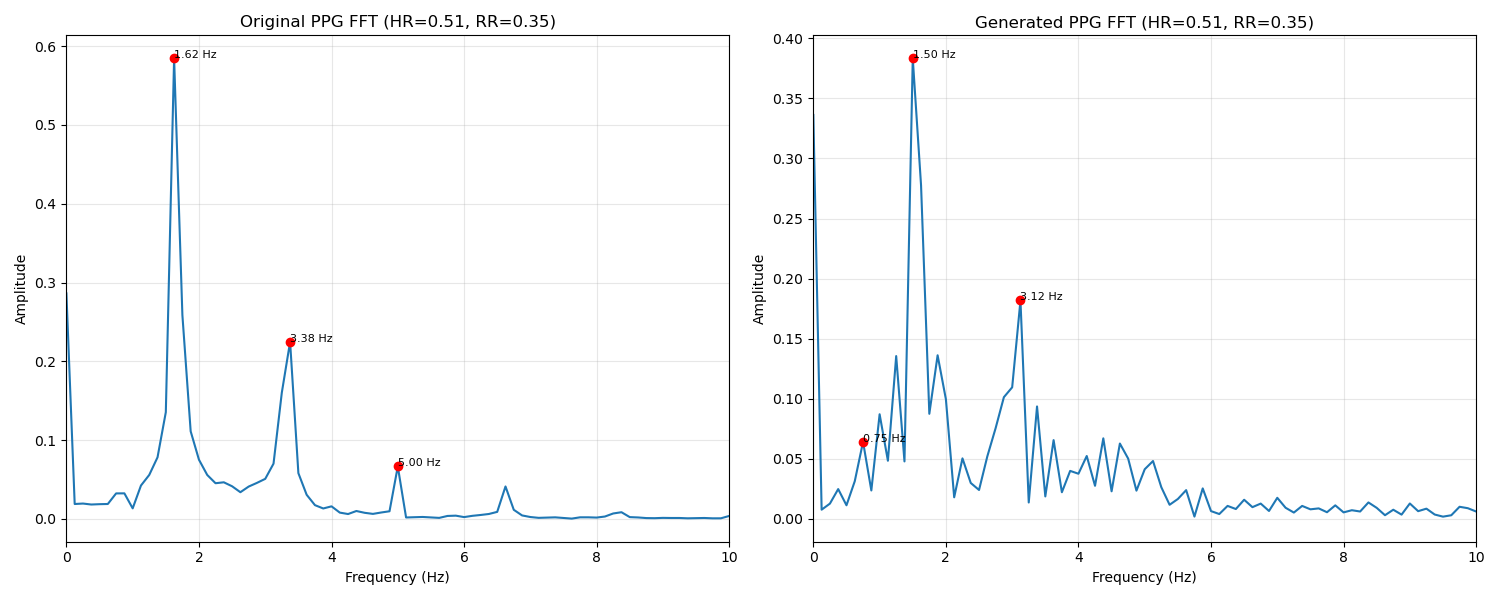 Original PPG FFT (HR=0.51, RR=0.35)
0.6
0.5
0.4
0.3
0.2
0.1
0.0
Amplitude
1.62 Hz
3.38 Hz
5.00 Hz
0 2 4 6 8 10
Frequency (Hz)
Generated PPG FFT (HR=0.51, RR=0.35)
0.40
0.35
0.30
0.25
0.20
0.15
0.10
0.05
0.00
Amplitude
1.50 Hz
3.12 Hz
0.75 Hz
0 2 4 6 8 10
Frequency (Hz)